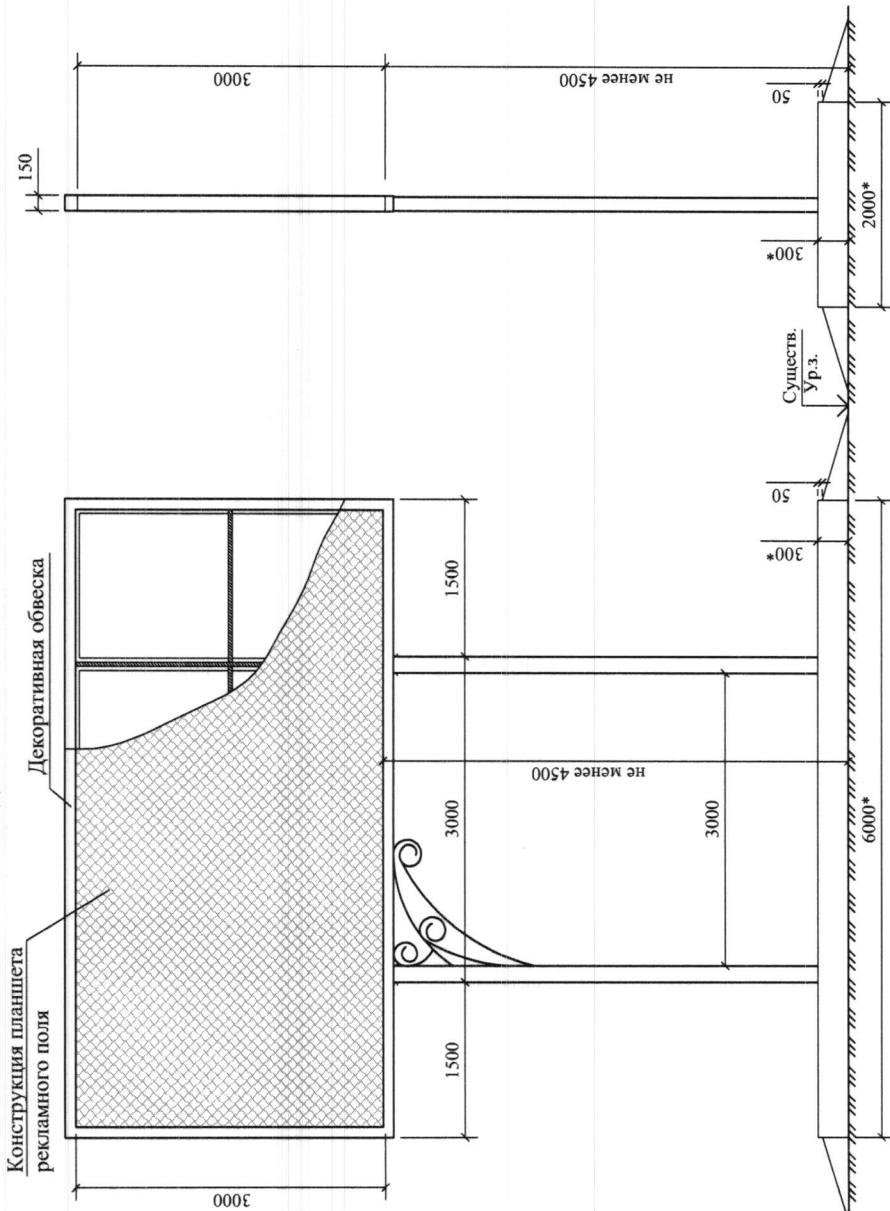 3000
не менее 4500
150
50
300*
2000*
Существ.
Ур.з.
Декоративная обвеска
1500
50
300*
3000
не менее 4500
3000
6000*
Конструкция планшета
рекламного поля
1500
3000